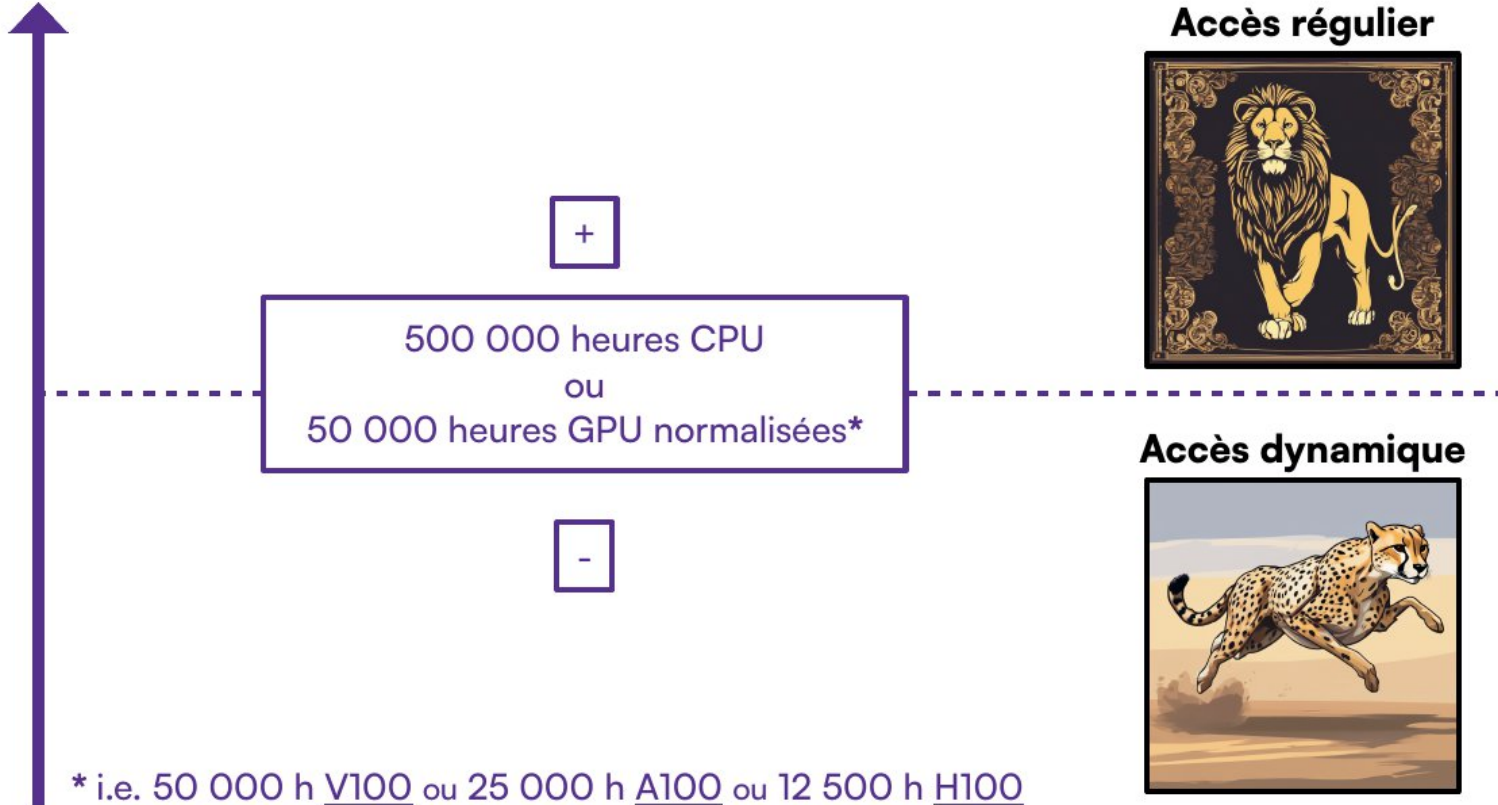 Accès régulier
+
500 000 heures CPU
ou
50 000 heures GPU normalisées*
Accès dynamique
-
* i.e. 50 000 h V100 ou 25 000 h A100 ou 12 500 h H100